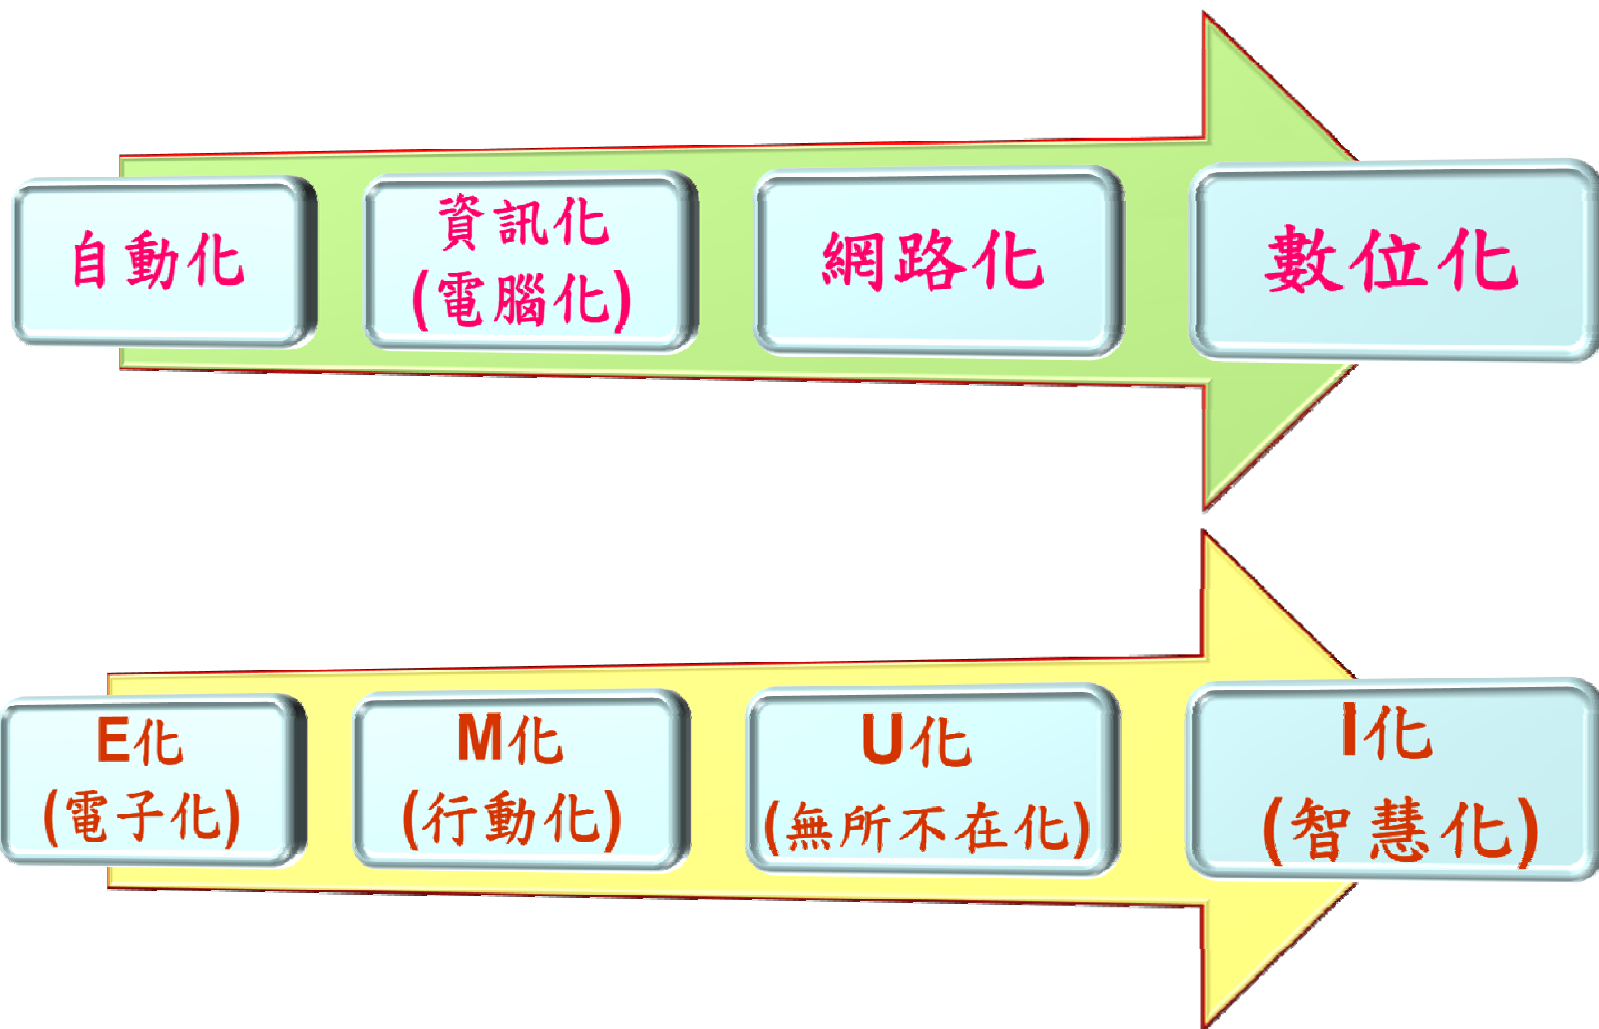 自動化
資訊化
(電腦化)
網路化
數位化
E化
(電子化)
M化
(行動化)
U化
(無所不在化)
I化
(智慧化)